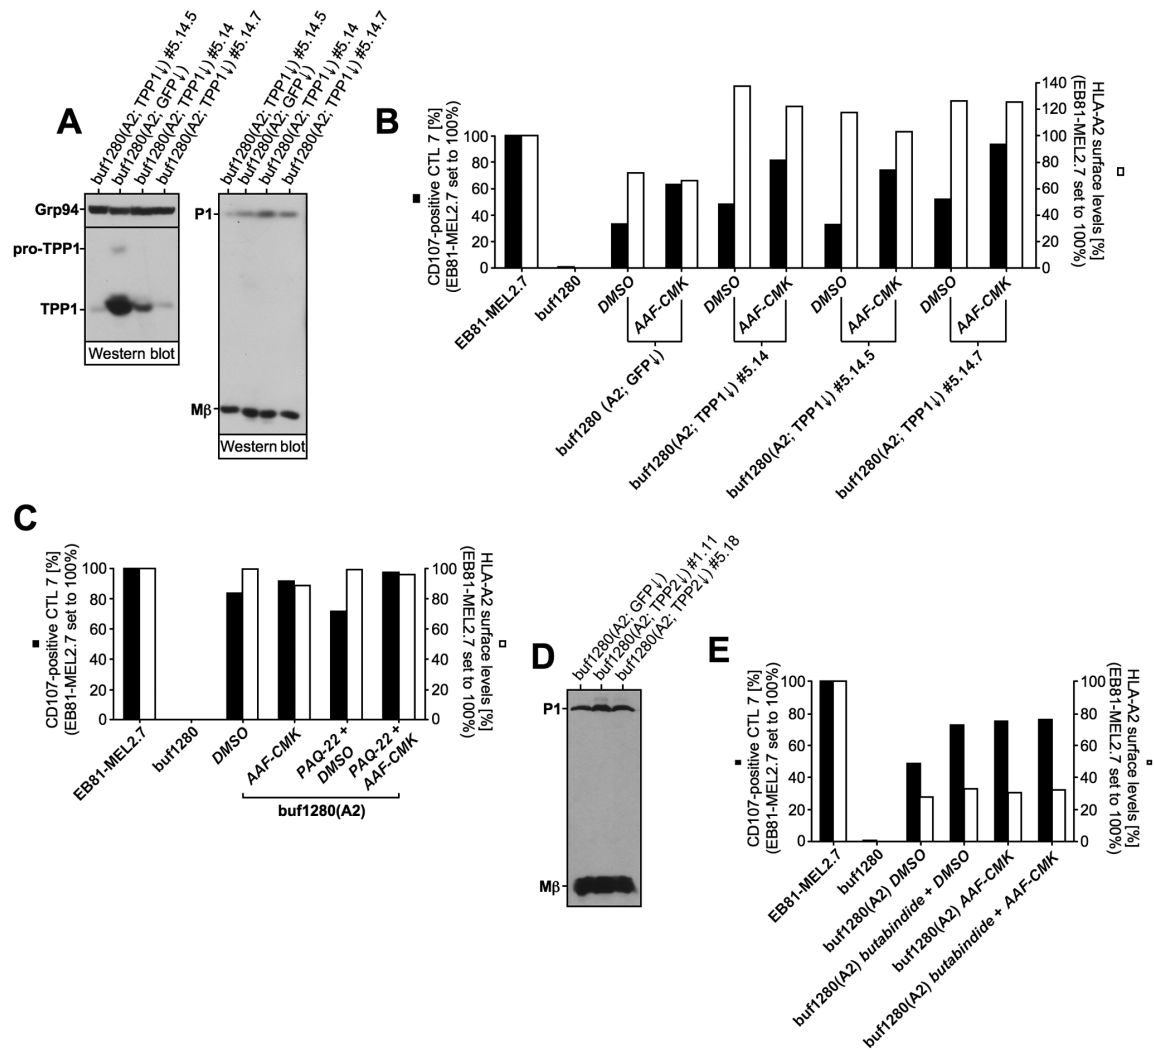 A
buf1280(A2; TPP1↓) #5.14.5
buf1280(A2; GFP↓)
buf1280(A2; TPP1↓) #5.14
buf1280(A2; TPP1↓) #5.14.7
Grp94
pro-TPP1
TPP1
Western blot
buf1280(A2; TPP1↓) #5.14.5
buf1280(A2; GFP↓)
buf1280(A2; TPP1↓) #5.14
buf1280(A2; TPP1↓) #5.14.7
P1
Mβ
Western blot
B
CD107-positive CTL 7 [%]
(EB81-MEL2.7 set to 100%)
100
80
60
40
20
0
140
120
100
80
60
40
20
0
HLA-A2 surface levels [%]
(EB81-MEL2.7 set to 100%)
EB81-MEL2.7
buf1280
DMSO
AAF-CMK
DMSO
AAF-CMK
DMSO
AAF-CMK
DMSO
AAF-CMK
buf1280 (A2; GFP↓)
buf1280(A2; TPP1↓) #5.14
buf1280(A2; TPP1↓) #5.14.5
buf1280(A2; TPP1↓) #5.14.7
C
CD107-positive CTL 7 [%]
(EB81-MEL2.7 set to 100%)
100
80
60
40
20
0
100
80
60
40
20
0
HLA-A2 surface levels [%]
(EB81-MEL2.7 set to 100%)
EB81-MEL2.7
buf1280
DMSO
AAF-CMK
PAQ-22 +
DMSO
PAQ-22 +
AAF-CMK
buf1280(A2)
D
buf1280(A2; GFP↓)
buf1280(A2; TPP2↓) #1.11
buf1280(A2; TPP2↓) #5.18
P1
Mβ
E
CD107-positive CTL 7 [%]
(EB81-MEL2.7 set to 100%)
100
80
60
40
20
0
100
80
60
40
20
0
HLA-A2 surface levels [%]
(EB81-MEL2.7 set to 100%)
EB81-MEL2.7
buf1280
buf1280(A2) DMSO
buf1280(A2) butabindide + DMSO
buf1280(A2) AAF-CMK
buf1280(A2) butabindide + AAF-CMK